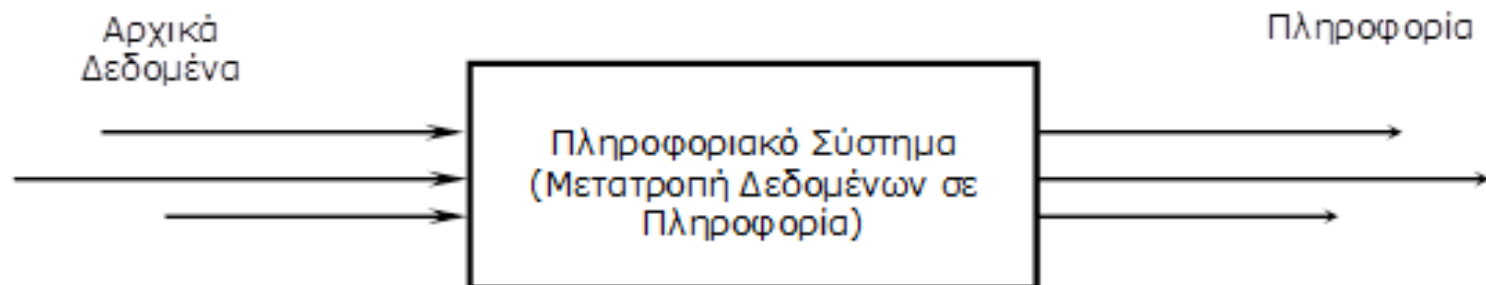 Αρχικά
Δεδομένα
Πληροφοριακό Σύστημα
(Μετατροπή Δεδομένων σε
Πληροφορία)
Πληροφορία